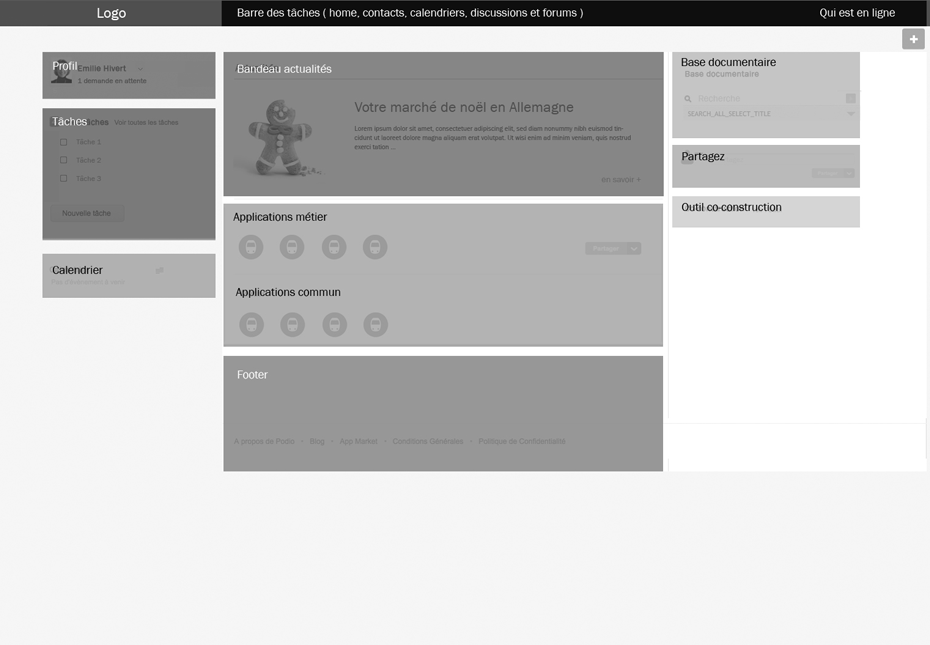 Logo
Barre des tâches ( home, contacts, calendriers, discussions et forums )
Qui est en ligne
Profil
Emilie Hivert
1 demande en attente
Tâches
Voir toutes les tâches
Tâche 1
Tâche 2
Tâche 3
Nouvelle tâche
Calendrier
Bandeau actualités
Votre marché de noël en Allemagne
Lorem ipsum dolor sit amet, consectetuer adipiscing elit, sed diam nonummy nibh euismod tin-
cidunt ut laoreet dolore magna aliquam erat volutpat. Ut wisi enim ad minim veniam, quis nostrud
exerci tation ...
en savoir +
Applications métier
Partager
Applications commun
Footer
A propos de Podio • Blog • App Market • Conditions Générales • Politique de Confidentialité
Base documentaire
Base documentaire
Recherche
SEARCH_ALL_SELECT_TITLE
Partagez
Outil co-construction